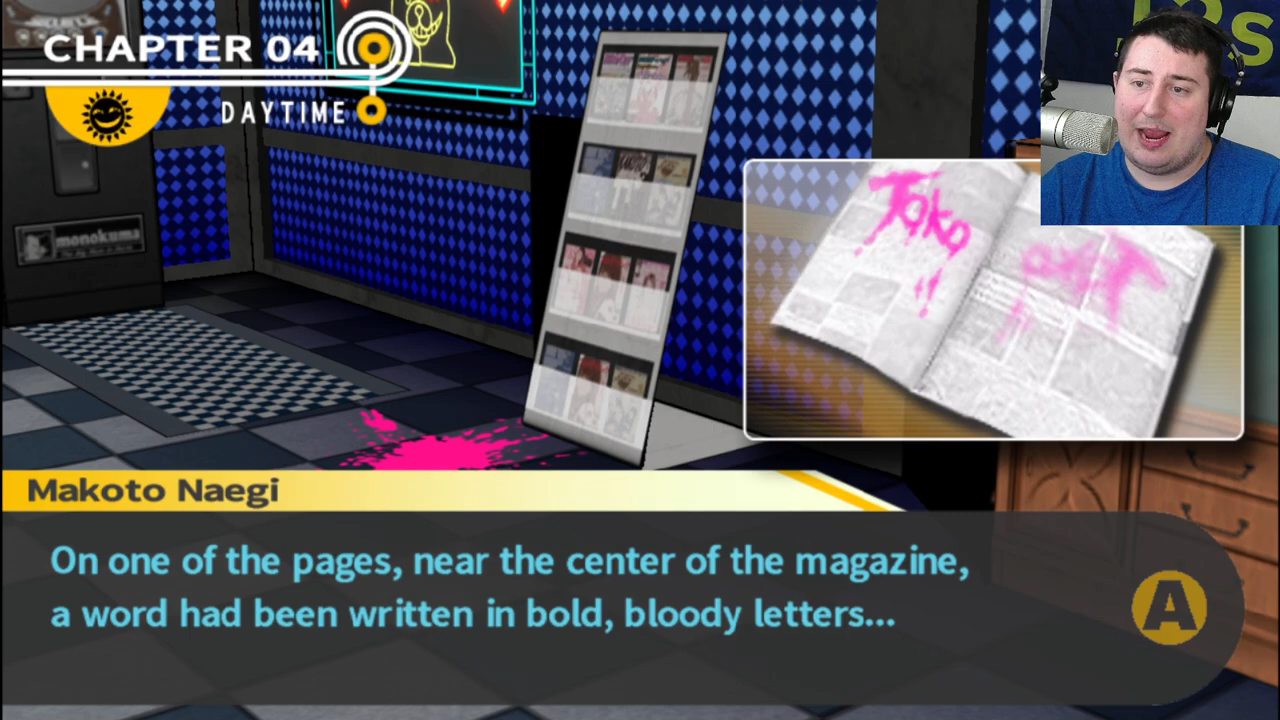 CHAPTER 04
DAYTIME
monokuma
Toko
Makoto Naegi
On one of the pages, near the center of the magazine,
a word had been written in bold, bloody letters...
A